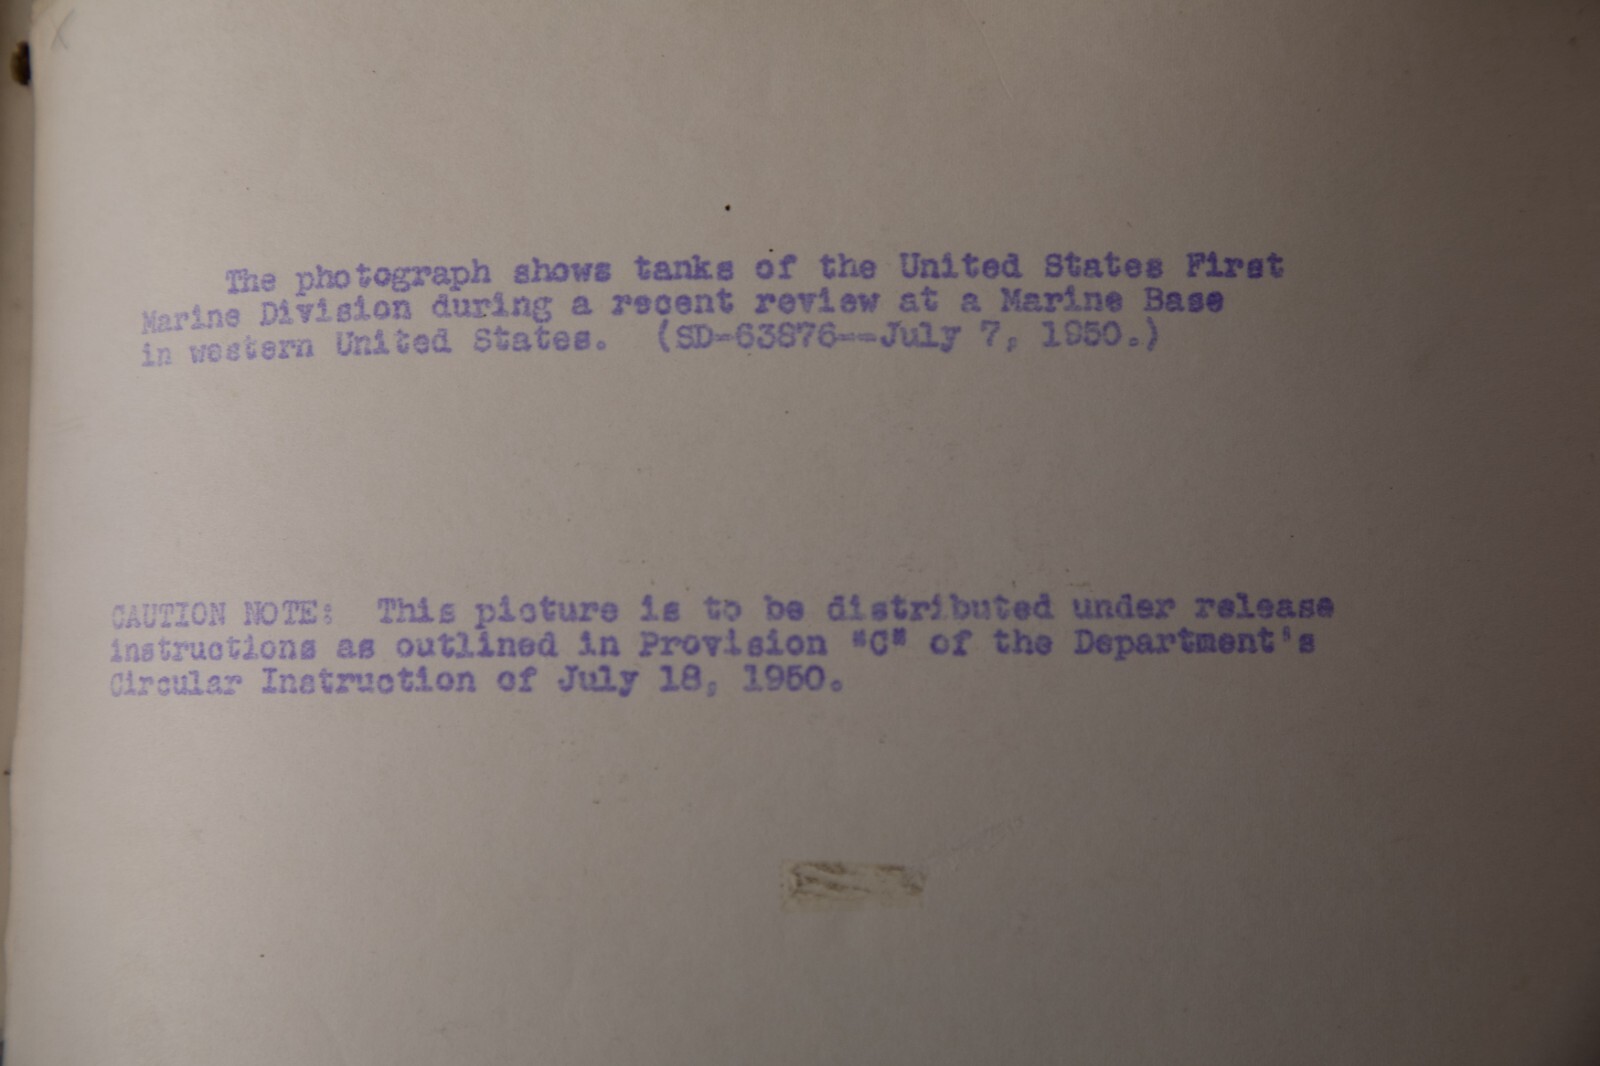 The photograph shows tanks of the United States First
Marine Division during a recent review at a Marine Base
in western United States. (SD-63876--July 7, 1950.)
CAUTION NOTE: This picture is to be distributed under release
instructions as outlined in Provision "C" of the Department's
Circular Instruction of July 18, 1950.